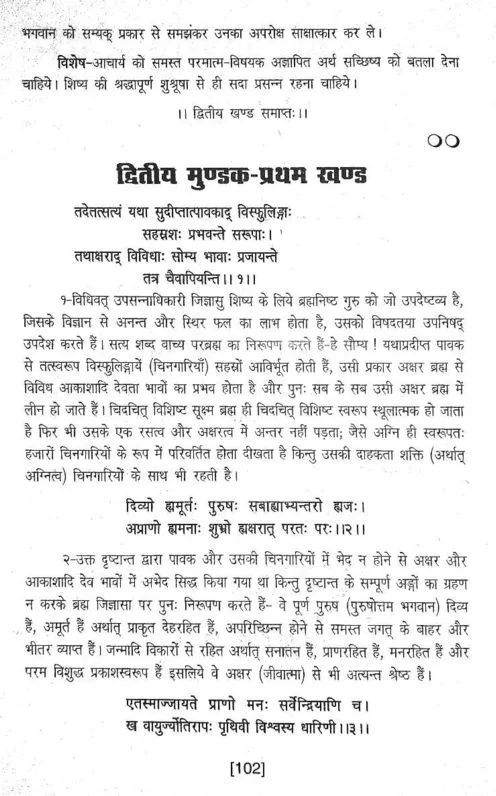 भगवान को सम्यक् प्रकार से समझंकर उनका अपरोक्ष साक्षात्कार कर ले।
विशेष-आचार्य को समस्त परमात्म-विषयक अज्ञापित अर्थ सच्छिष्य को बतला देना
चाहिये। शिष्य की श्रद्धापूर्ण शुश्रूषा से ही सदा प्रसन्न रहना चाहिये।
।। द्वितीय खण्ड समाप्तः।।
○○
द्वितीय मुण्डक-प्रथम खण्ड
तदेतत्सत्यं यथा सुदीप्तात्पावकाद् विस्फुलिङ्गाः
सहस्रशः प्रभवन्ते सरूपाः।
तथाक्षराद् विविधाः सोम्य भावाः प्रजायन्ते
तत्र चैवापियन्ति।। १।।
१-विधिवत् उपसन्नाधिकारी जिज्ञासु शिष्य के लिये ब्रह्मनिष्ठ गुरु को जो उपदेष्टव्य है,
जिसके विज्ञान से अनन्त और स्थिर फल का लाभ होता है, उसको विषदतया उपनिषद्
उपदेश करते हैं। सत्य शब्द वाच्य परब्रह्म का निरूपण करते हैं-हे सौम्य ! यथाप्रदीप्त पावक
से तत्स्वरूप विस्फुलिङ्गायें (चिनगारियाँ) सहस्रों आविर्भूत होती हैं, उसी प्रकार अक्षर ब्रह्म से
विविध आकाशादि देवता भावों का प्रभव होता है और पुनः सब के सब उसी अक्षर ब्रह्म में
लीन हो जाते हैं। चिदचित् विशिष्ट सूक्ष्म ब्रह्म ही चिदचित् विशिष्ट स्वरूप स्थूलात्मक हो जाता
है फिर भी उसके एक रसत्व और अक्षरत्व में अन्तर नहीं पड़ता; जैसे अग्नि ही स्वरूपतः
हजारों चिनगारियों के रूप में परिवर्तित होता दीखता है किन्तु उसकी दाहकता शक्ति (अर्थात्
अग्नित्व) चिनगारियों के साथ भी रहती है।
दिव्यो ह्यमूर्तः पुरुषः सबाह्याभ्यन्तरो ह्यजः।
अप्राणो ह्यमनाः शुभ्रो ह्यक्षरात् परतः परः।।२।।
२-उक्त दृष्टान्त द्वारा पावक और उसकी चिनगारियों में भेद न होने से अक्षर और
आकाशादि देव भावों में अभेद सिद्ध किया गया था किन्तु दृष्टान्त के सम्पूर्ण अङ्गों का ग्रहण
न करके ब्रह्म जिज्ञासा पर पुनः निरूपण करते हैं- वे पूर्ण पुरुष (पुरुषोत्तम भगवान) दिव्य
हैं, अमूर्त हैं अर्थात् प्राकृत देहरहित हैं, अपरिच्छिन्न होने से समस्त जगत् के बाहर और
भीतर व्याप्त हैं। जन्मादि विकारों से रहित अर्थात् सनातन हैं, प्राणरहित हैं, मनरहित हैं और
परम विशुद्ध प्रकाशस्वरूप हैं इसलिये वे अक्षर (जीवात्मा) से भी अत्यन्त श्रेष्ठ हैं।
एतस्माज्जायते प्राणो मनः सर्वेन्द्रियाणि च।
ख वायुर्ज्योतिरापः पृथिवी विश्वस्य धारिणी।।३।।
[102]